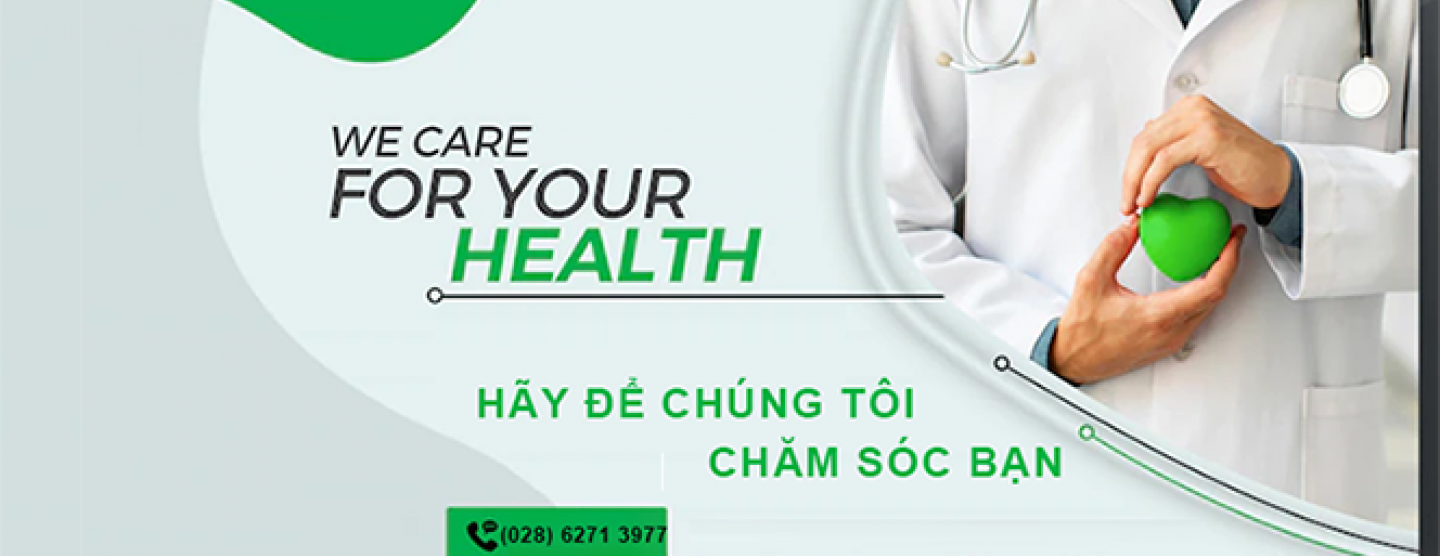 WE CARE
FOR YOUR
HEALTH
HÃY ĐỂ CHÚNG TÔI
CHĂM SÓC BẠN
(028) 6271 3977